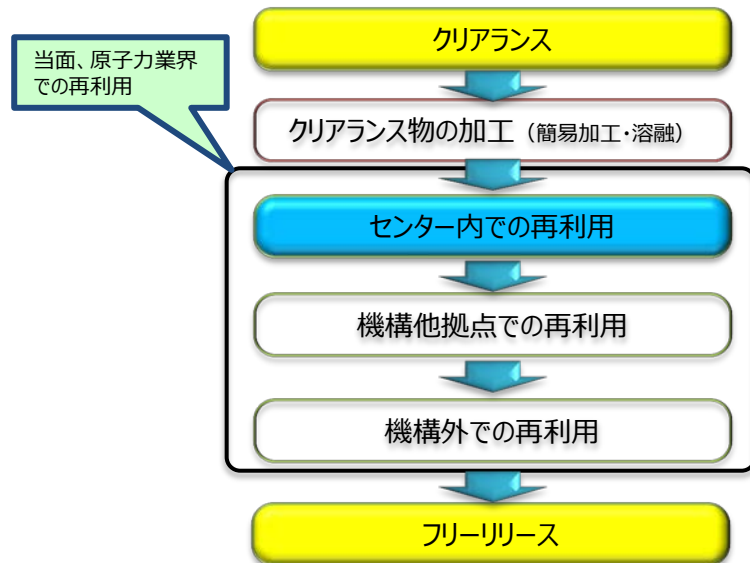 クリアランス
当面、原子力業界
での再利用
クリアランス物の加工（簡易加工・溶融）
センター内での再利用
機構他拠点での再利用
機構外での再利用
フリーリリース